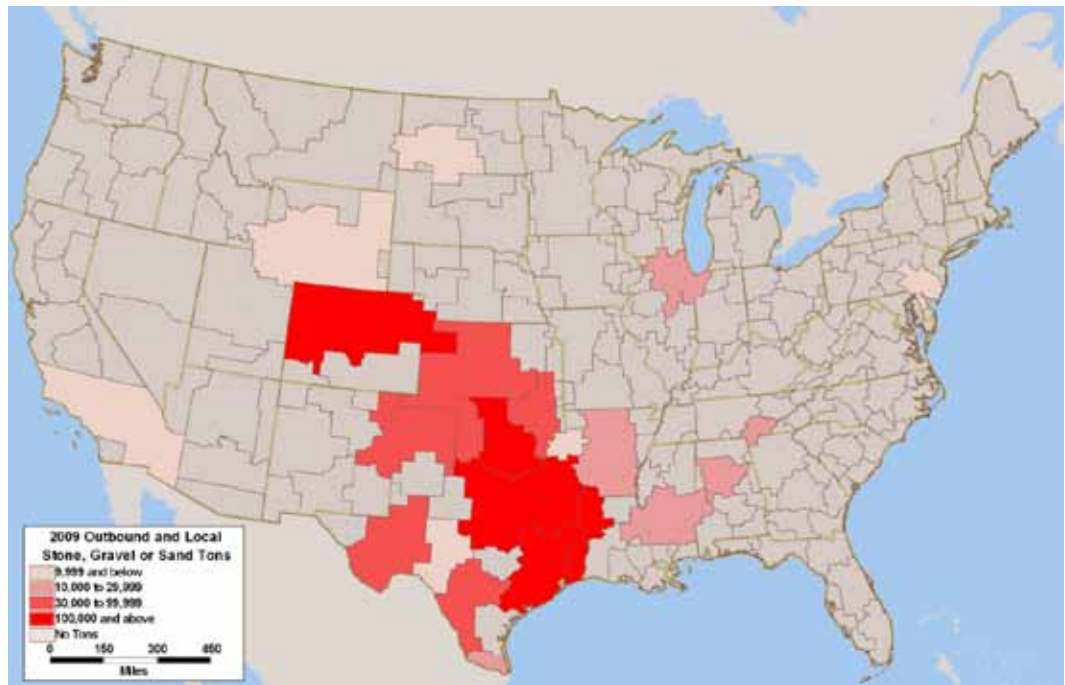 2009 Outbound and Local
Stone, Gravel or Sand Tons
9,999 and below
10,000 to 29,999
30,000 to 99,999
100,000 and above
No Tons
0 150 300 450
Miles